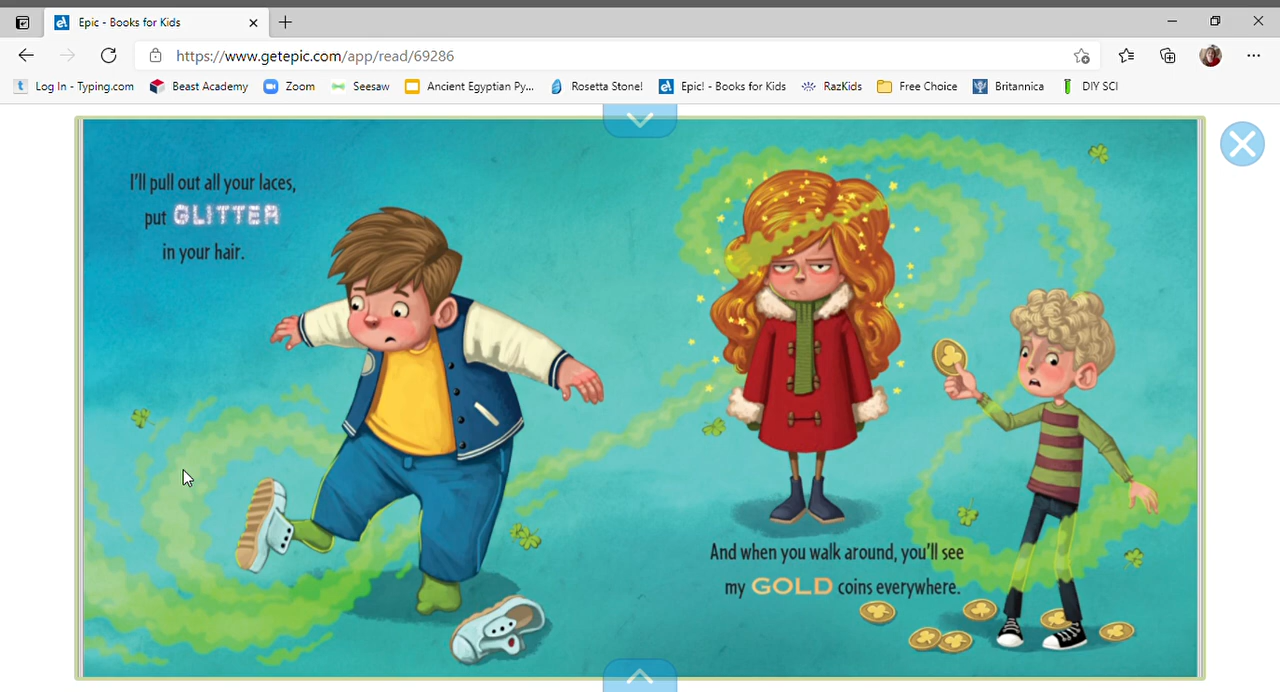 Epic - Books for Kids
https://www.getepic.com/app/read/69286
Log In - Typing.com Beast Academy Zoom Seesaw Ancient Egyptian Py... Rosetta Stone! Epic! - Books for Kids RazKids Free Choice Britannica DIY SCI
I'll pull out all your laces,
put GLITTER
in your hair.
And when you walk around, you'll see
my GOLD coins everywhere.